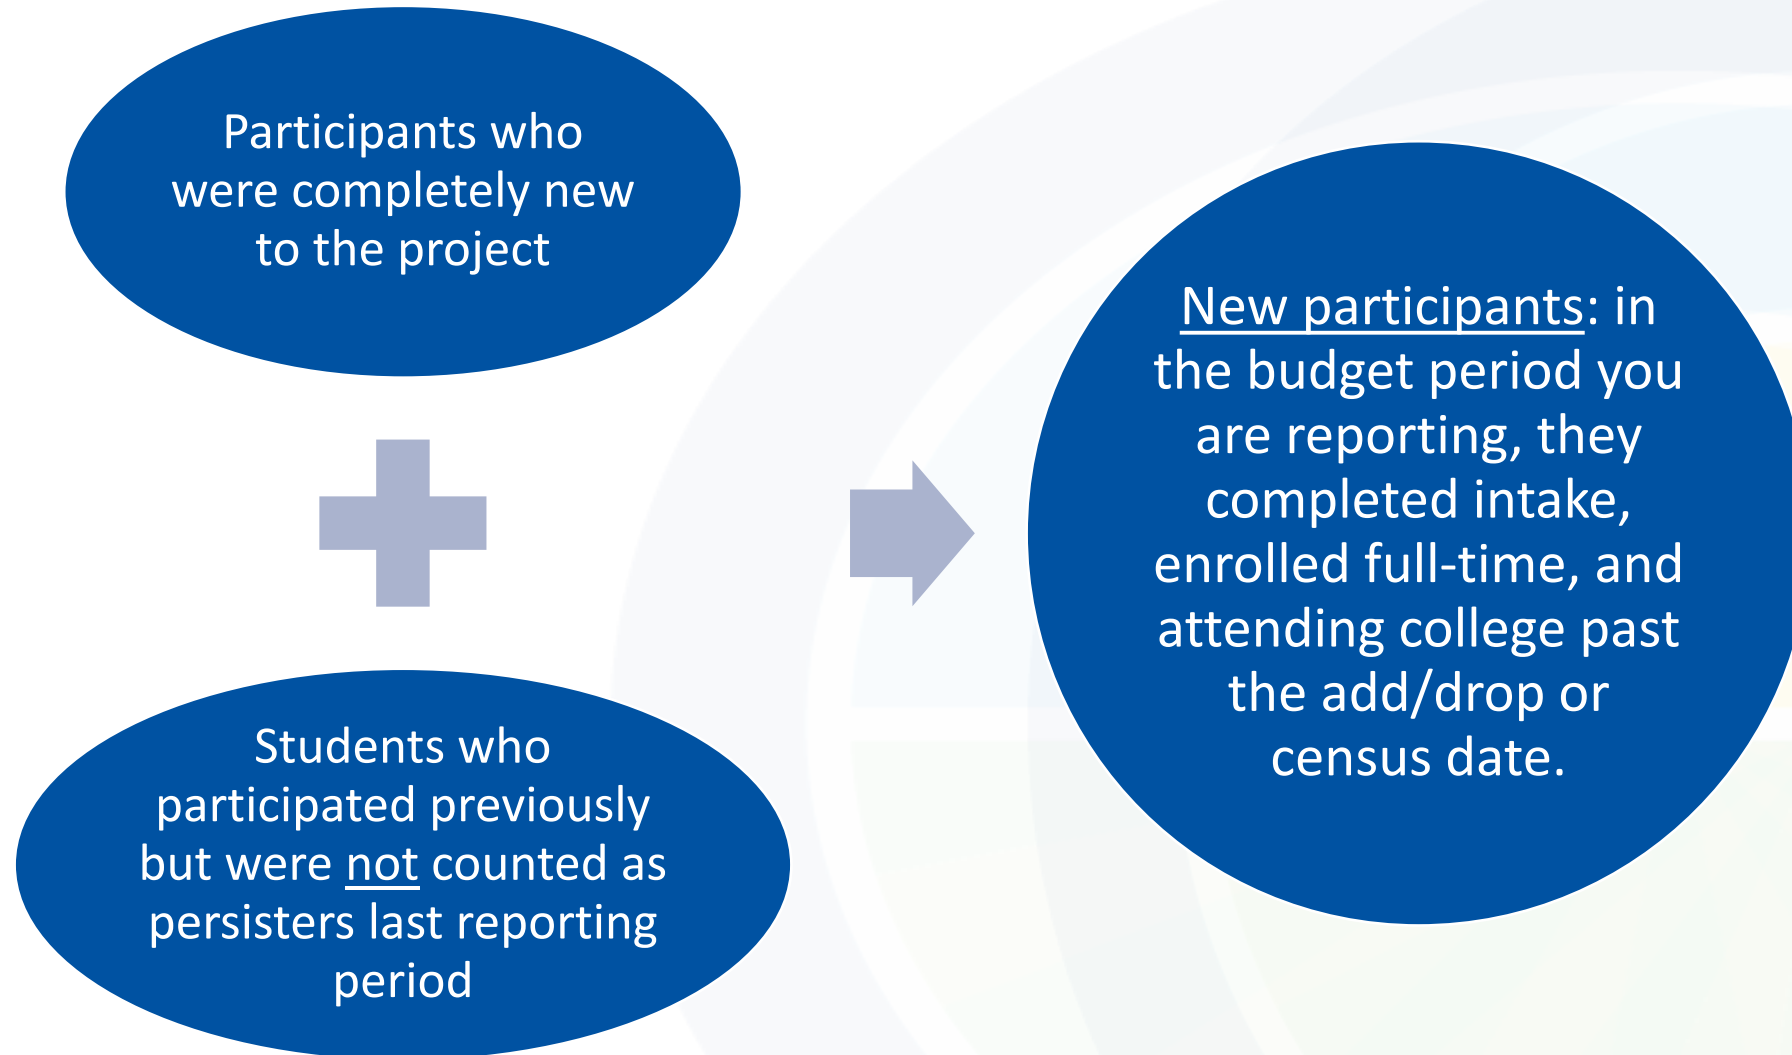 Participants who
were completely new
to the project
Students who
participated previously
but were not counted as
persisters last reporting
period
New participants: in
the budget period you
are reporting, they
completed intake,
enrolled full-time, and
attending college past
the add/drop or
census date.